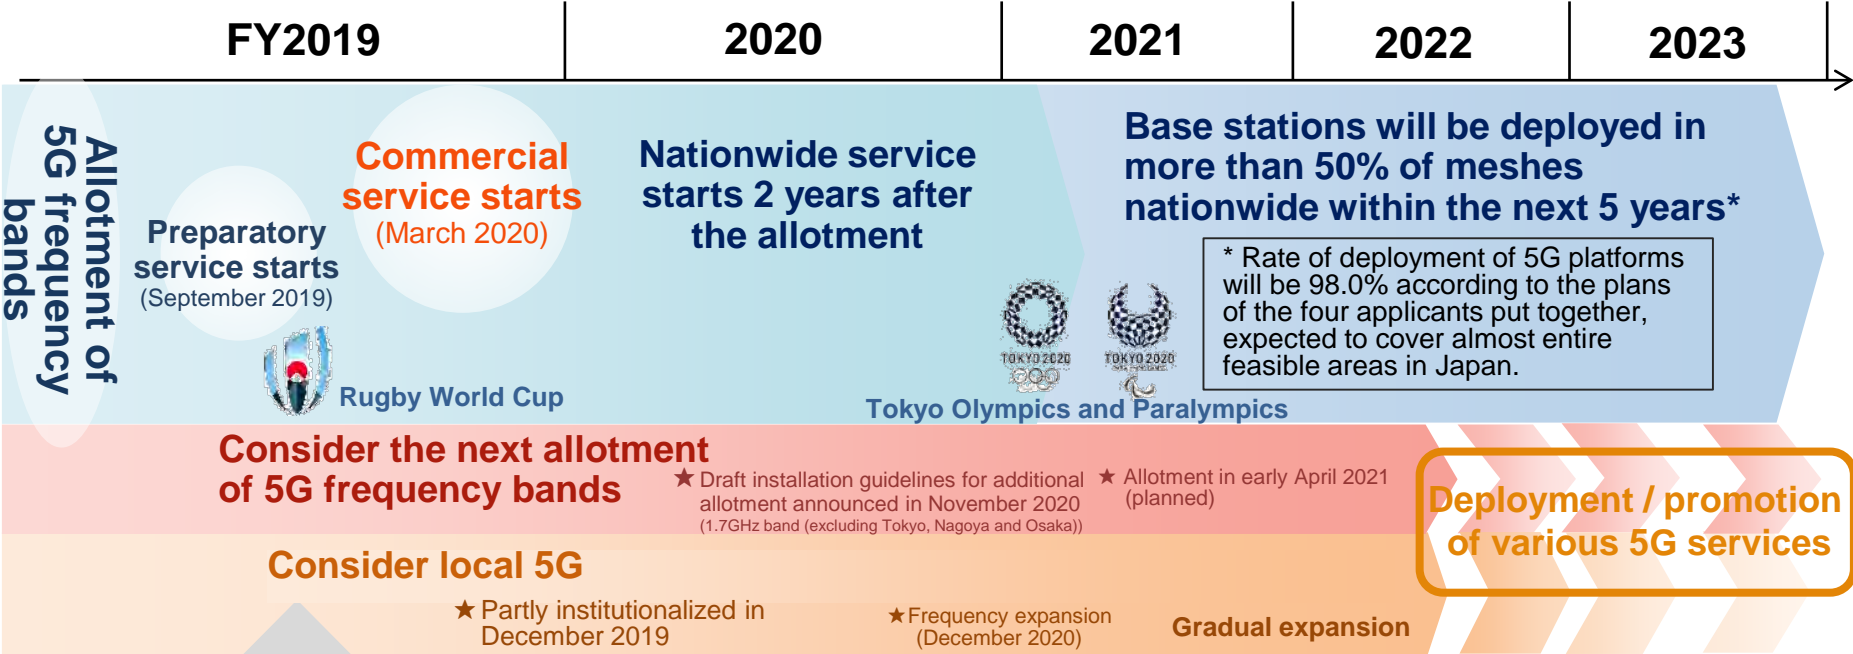 FY2019
2020
2021
2022
2023
Allotment of
5G frequency
bands
Preparatory
service starts
(September 2019)
Commercial
service starts
(March 2020)
Nationwide service
starts 2 years after
the allotment
Base stations will be deployed in
more than 50% of meshes
nationwide within the next 5 years*
* Rate of deployment of 5G platforms
will be 98.0% according to the plans
of the four applicants put together,
expected to cover almost entire
feasible areas in Japan.
Rugby World Cup
TOKYO 2020
TOKYO 2020
Tokyo Olympics and Paralympics
Consider the next allotment
of 5G frequency bands
★ Draft installation guidelines for additional
allotment announced in November 2020
(1.7GHz band (excluding Tokyo, Nagoya and Osaka))
★ Allotment in early April 2021
(planned)
Deployment / promotion
of various 5G services
Consider local 5G
★ Partly institutionalized in
December 2019
★ Frequency expansion
(December 2020)
Gradual expansion